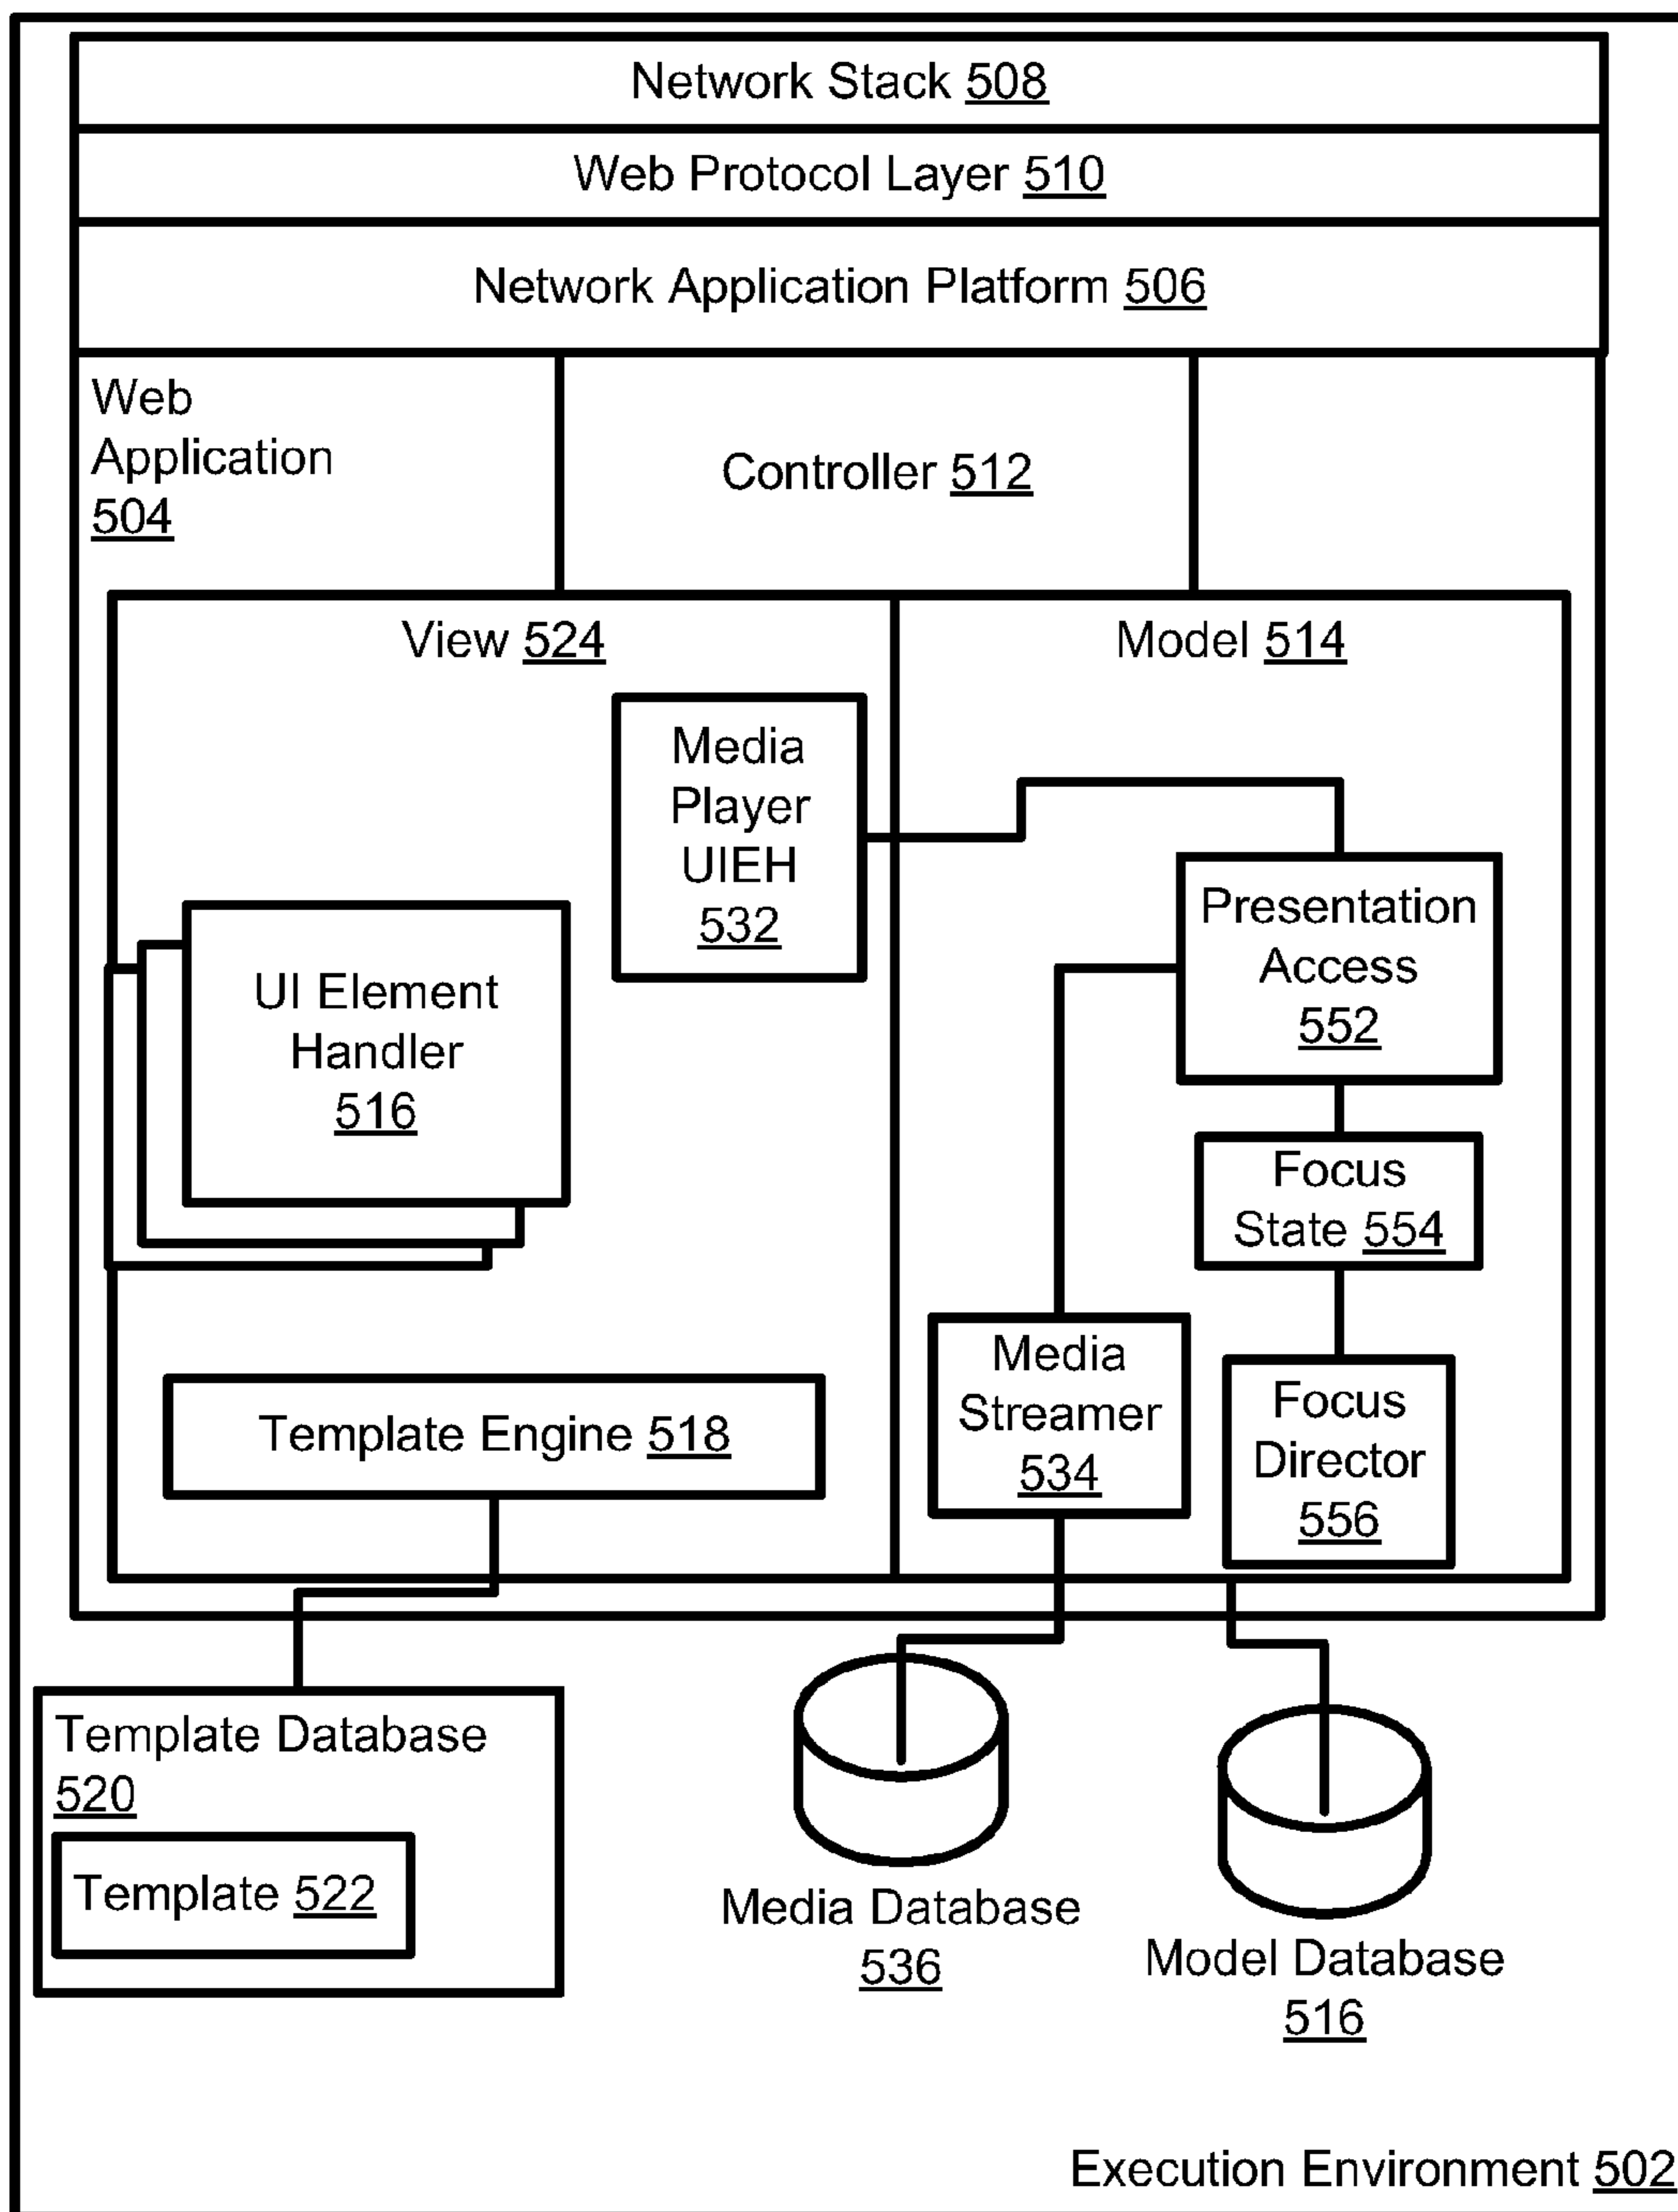 Network Stack 508
Web Protocol Layer 510
Network Application Platform 506
Web
Application
504
Controller 512
View 524
Model 514
Media
Player
UIEH
532
Presentation
Access
552
UI Element
Handler
516
Focus
State 554
Media
Streamer
534
Focus
Director
556
Template Engine 518
Template Database
520
Template 522
Media Database
536
Model Database
516
Execution Environment 502